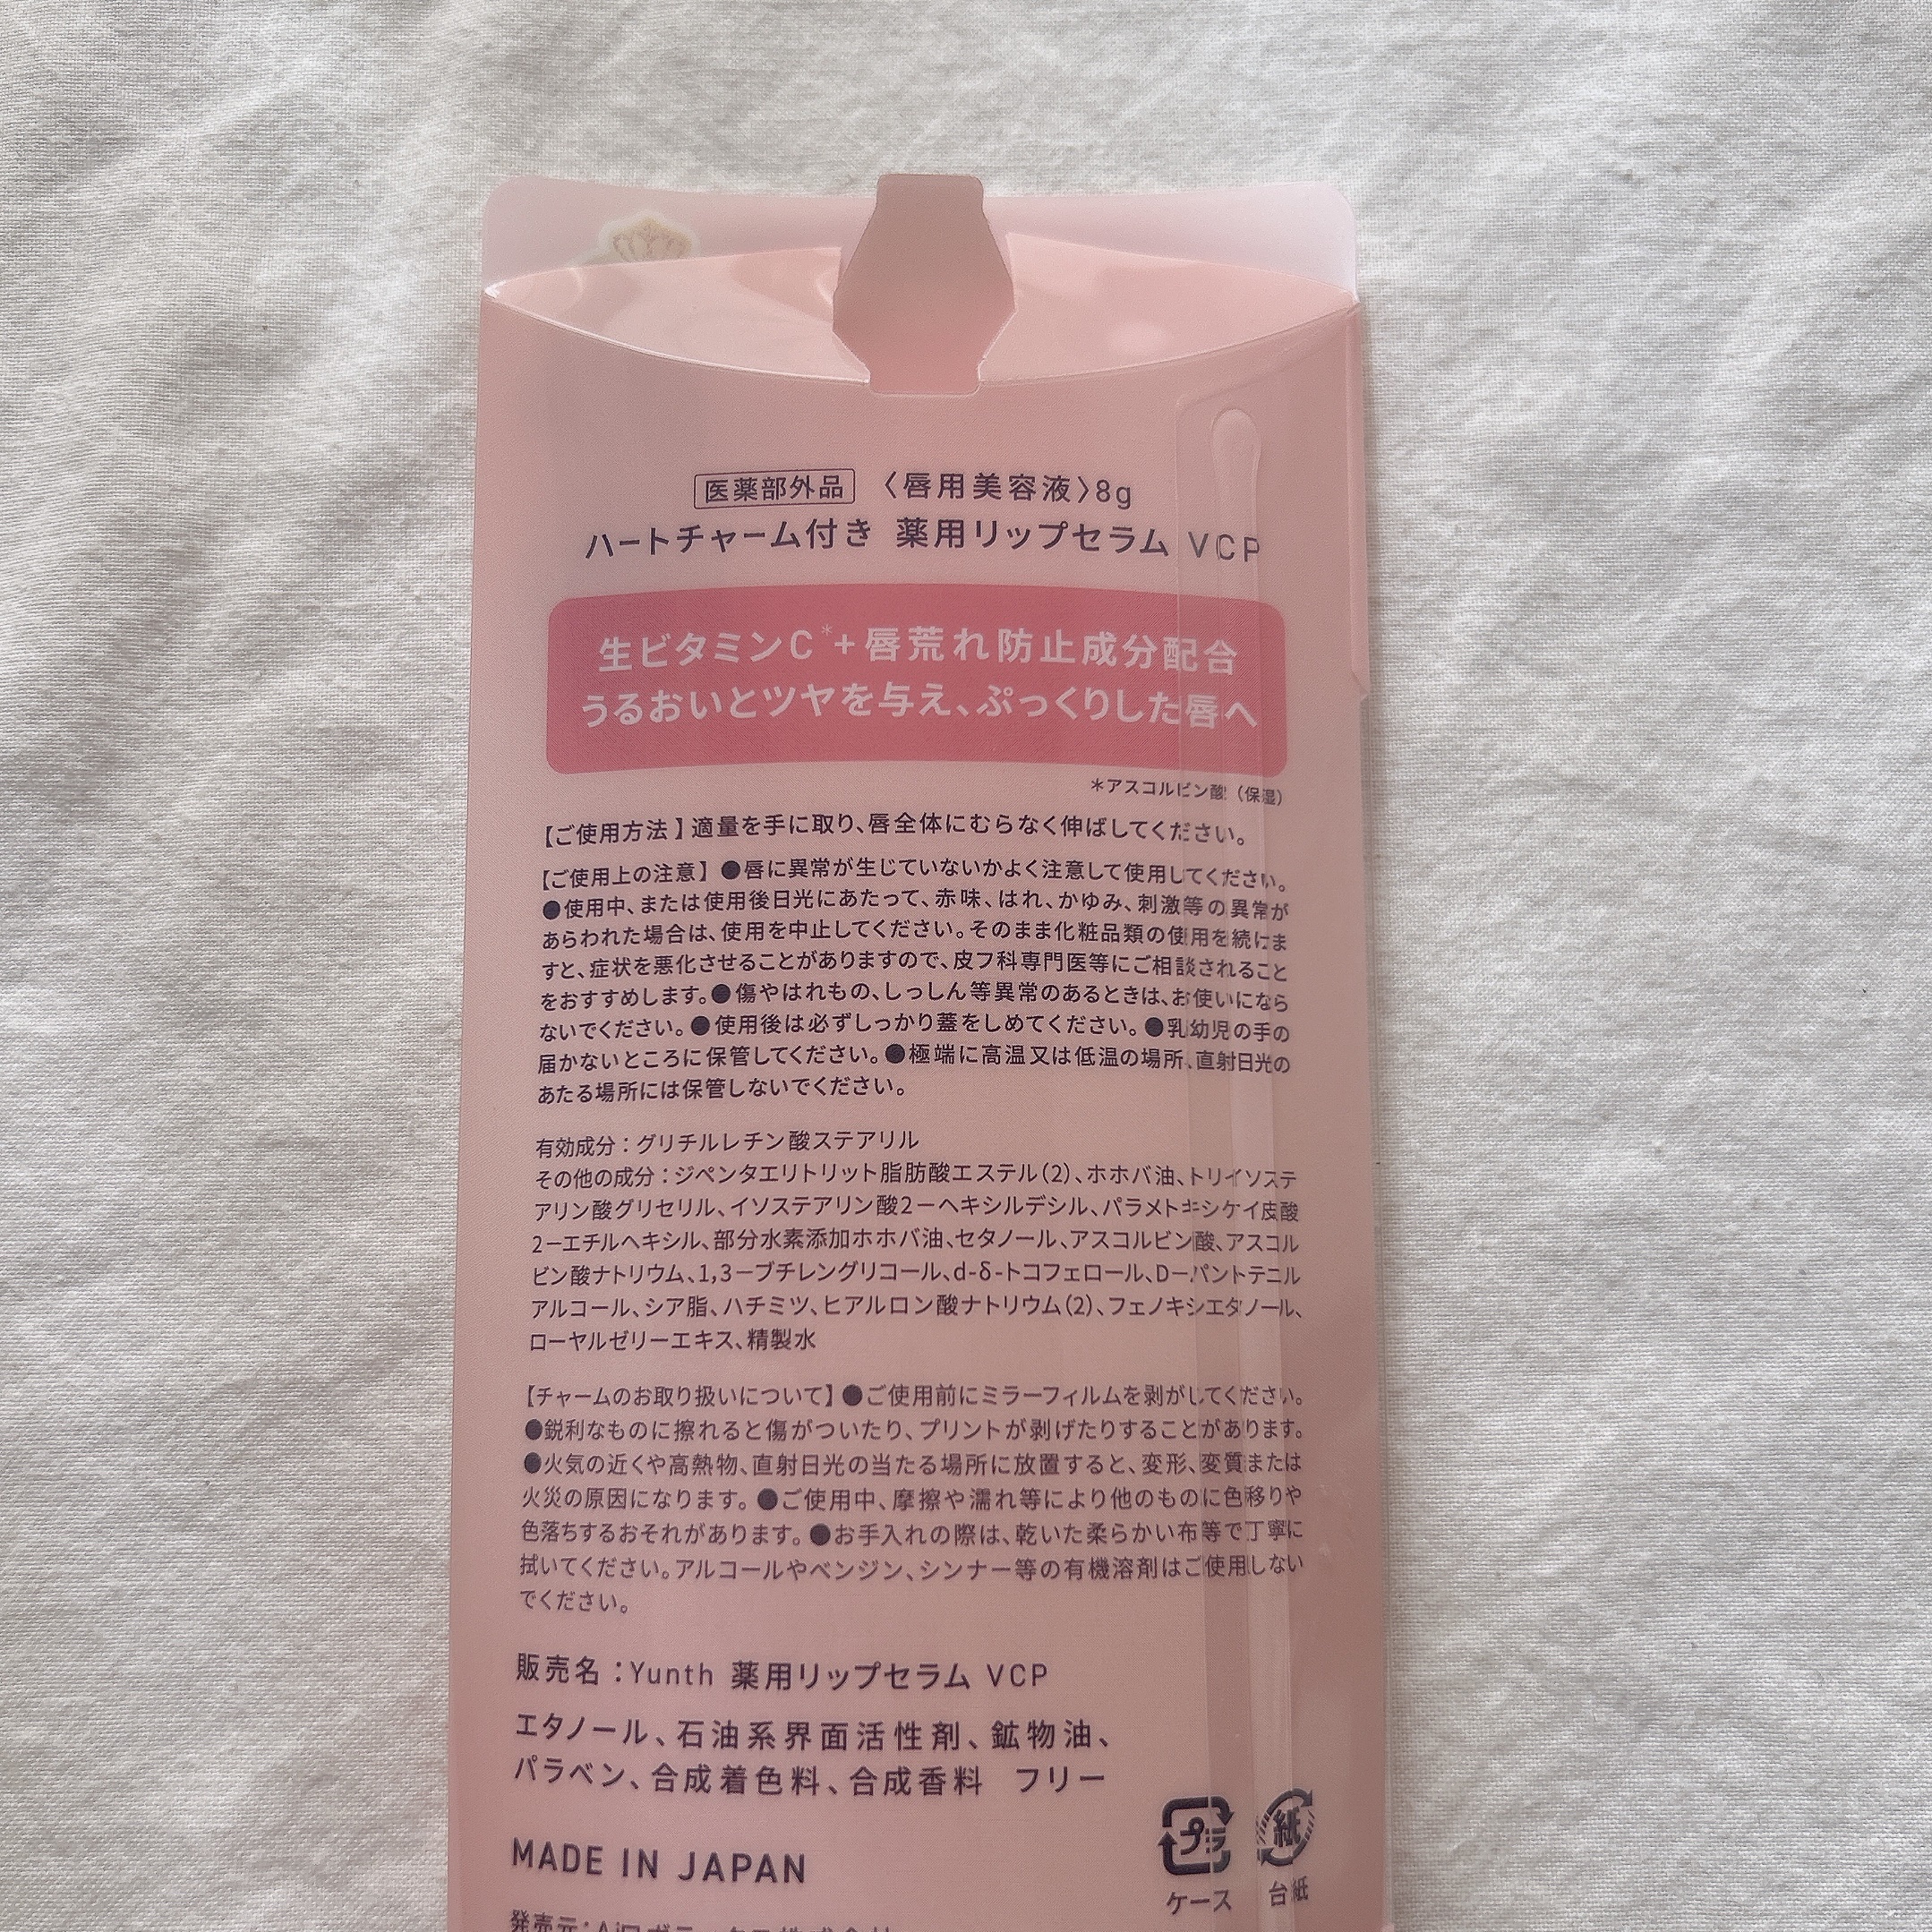 医薬部外品 〈唇用美容液〉8g
ハートチャーム付き 薬用リップセラム VCP
生ビタミンC*+唇荒れ防止成分配合
うるおいとツヤを与え、ぷっくりした唇へ
＊アスコルビン酸（保湿）
【ご使用方法】適量を手に取り、唇全体にむらなく伸ばしてください。
【ご使用上の注意】●唇に異常が生じていないかよく注意して使用してください。
●使用中、または使用後日光にあたって、赤味、はれ、かゆみ、刺激等の異常が
あらわれた場合は、使用を中止してください。そのまま化粧品類の使用を続けま
すと、症状を悪化させることがありますので、皮フ科専門医等にご相談されること
をおすすめします。●傷やはれもの、しっしん等異常のあるときは、お使いになら
ないでください。●使用後は必ずしっかり蓋をしめてください。●乳幼児の手の
届かないところに保管してください。●極端に高温又は低温の場所、直射日光の
あたる場所には保管しないでください。
有効成分：グリチルレチン酸ステアリル
その他の成分：ジペンタエリトリット脂肪酸エステル(2)、ホホバ油、トリイソステ
アリン酸グリセリル、イソステアリン酸2－ヘキシルデシル、パラメトキシケイ皮酸
2－エチルヘキシル、部分水素添加ホホバ油、セタノール、アスコルビン酸、アスコル
ビン酸ナトリウム、1,3－ブチレングリコール、d-δ-トコフェロール、D－パントテニル
アルコール、シア脂、ハチミツ、ヒアルロン酸ナトリウム(2)、フェノキシエタノール、
ローヤルゼリーエキス、精製水
【チャームのお取り扱いについて】●ご使用前にミラーフィルムを剥がしてください。
●鋭利なものに擦れると傷がついたり、プリントが剥げたりすることがあります。
●火気の近くや高熱物、直射日光の当たる場所に放置すると、変形、変質または
火災の原因になります。●ご使用中、摩擦や濡れ等により他のものに色移りや
色落ちするおそれがあります。●お手入れの際は、乾いた柔らかい布等で丁寧に
拭いてください。アルコールやベンジン、シンナー等の有機溶剤はご使用しない
でください。
販売名：Yunth 薬用リップセラム VCP
エタノール、石油系界面活性剤、鉱物油、
パラベン、合成着色料、合成香料 フリー
プラ 紙
ケース 台紙
MADE IN JAPAN
発売元：